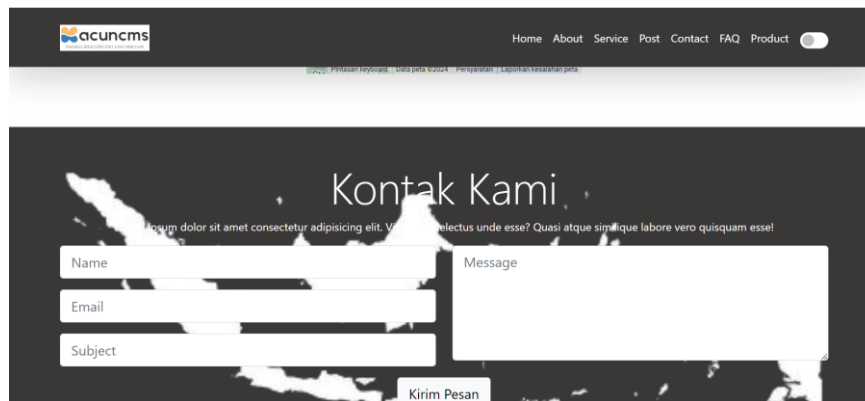 acuncms
Home About Service Post Contact FAQ Product
Pintasan keyboard Data peta ©2024 Persyaratan Laporkan kesalahan peta
Kontak Kami
dolor sit amet consectetur adipisicing elit. unde esse? Quasi atque similique labore vero quisquam esse!
Name
Message
Email
Subject
Kirim Pesan